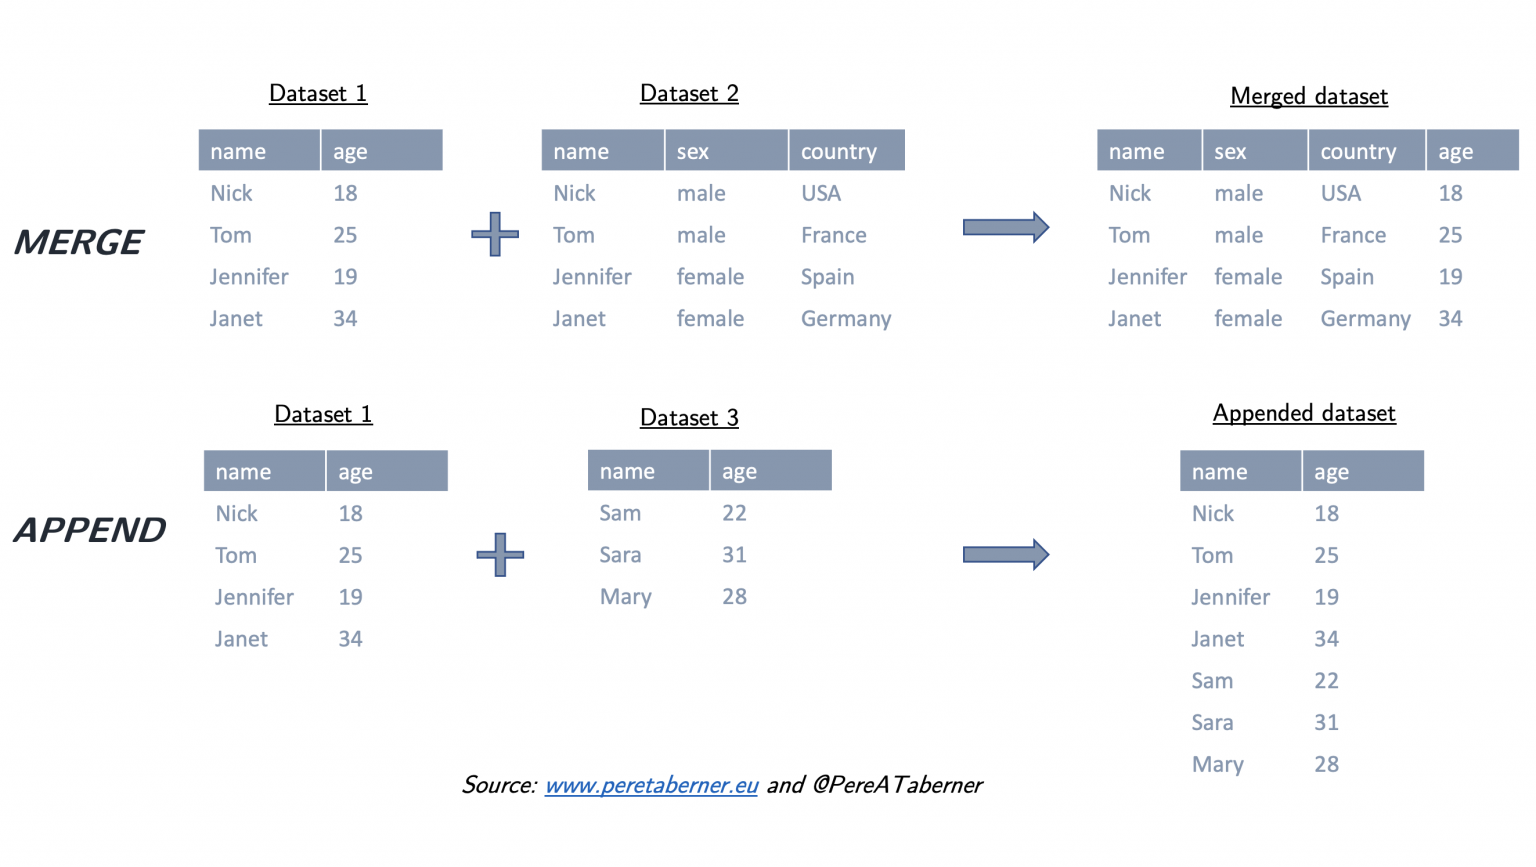 Dataset 1 Dataset 2 Merged dataset
name age name sex country name sex country age
Nick 18 Nick male USA Nick male USA 18
Tom 25 Tom male France Tom male France 25
MERGE
Jennifer 19 Jennifer female Spain Jennifer female Spain 19
Janet 34 Janet female Germany Janet female Germany 34
Dataset 1 Dataset 3 Appended dataset
name age name age name age
Nick 18 Sam 22 Nick 18
APPEND
Tom 25 Sara 31 Tom 25
Jennifer 19 Mary 28 Jennifer 19
Janet 34 Janet 34
Sam 22
Sara 31
Mary 28
Source: www.peretaberner.eu and @PereATaberner